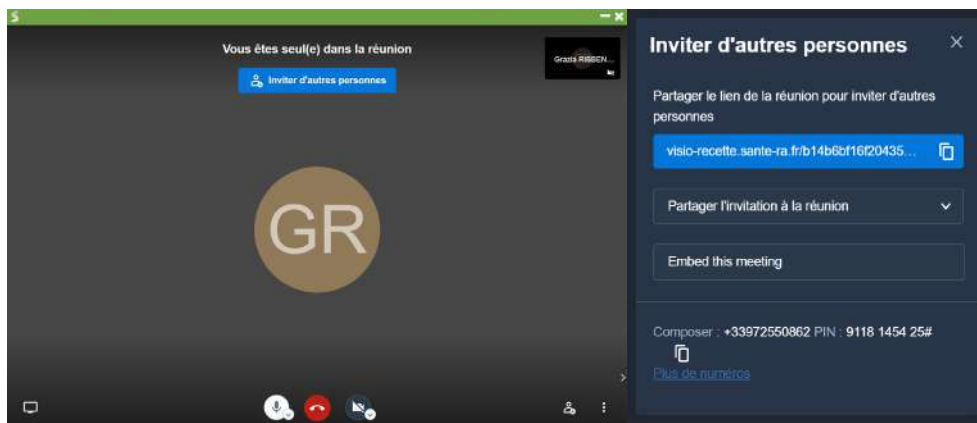 Vous êtes seul(e) dans la réunion
Inviter d'autres personnes
Grazia RIBBEN...
GR
Inviter d'autres personnes
Partager le lien de la réunion pour inviter d'autres
personnes
visio-recette.sante-ra.fr/b14b6bf16f20435...
Partager l'invitation à la réunion
Embed this meeting
Composer : +33972550862 PIN : 9118 1454 25#
Plus de numéros